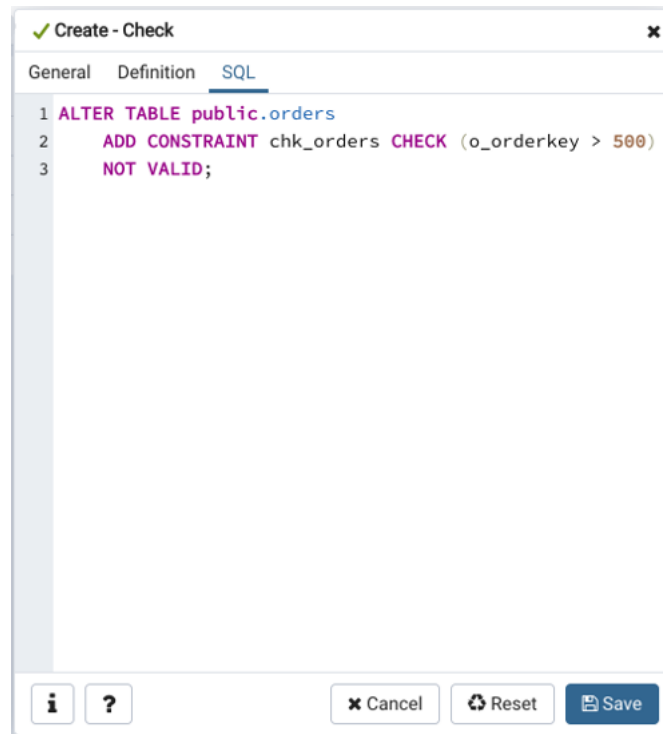 Create - Check
General Definition SQL
1 ALTER TABLE public.orders
2 ADD CONSTRAINT chk_orders CHECK (o_orderkey > 500)
3 NOT VALID;
i ? Cancel Reset Save